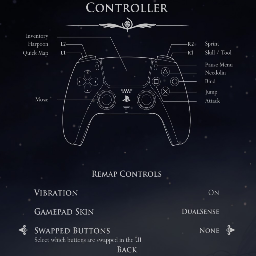 CONTROLLER
Inventory
Harpoon L2
Quick Map L1
R2 Sprint
R1 Skill / Tool
Pause Menu
Needolin
Bind
Jump
Attack
Move
REMAP CONTROLS
VIBRATION ON
GAMEPAD SKIN DUALSENSE
SWAPPED BUTTONS NONE
Select which buttons are swapped in the UI
BACK